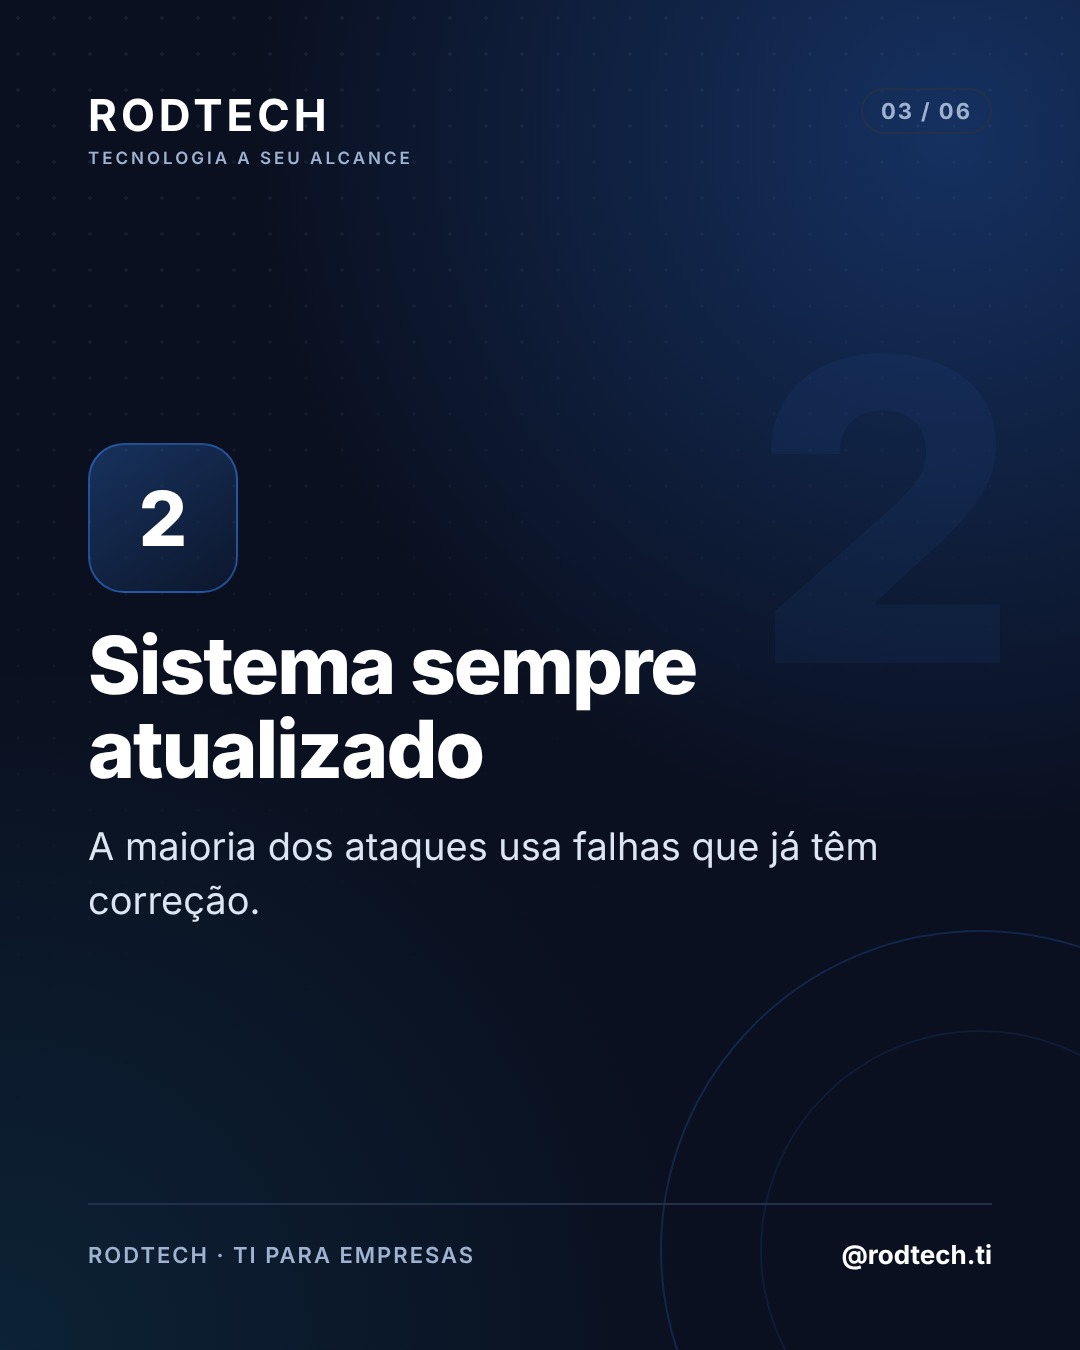 RODTECH
TECNOLOGIA A SEU ALCANCE
03 / 06
2
2
Sistema sempre
atualizado
A maioria dos ataques usa falhas que já têm
correção.
RODTECH · TI PARA EMPRESAS
@rodtech.ti